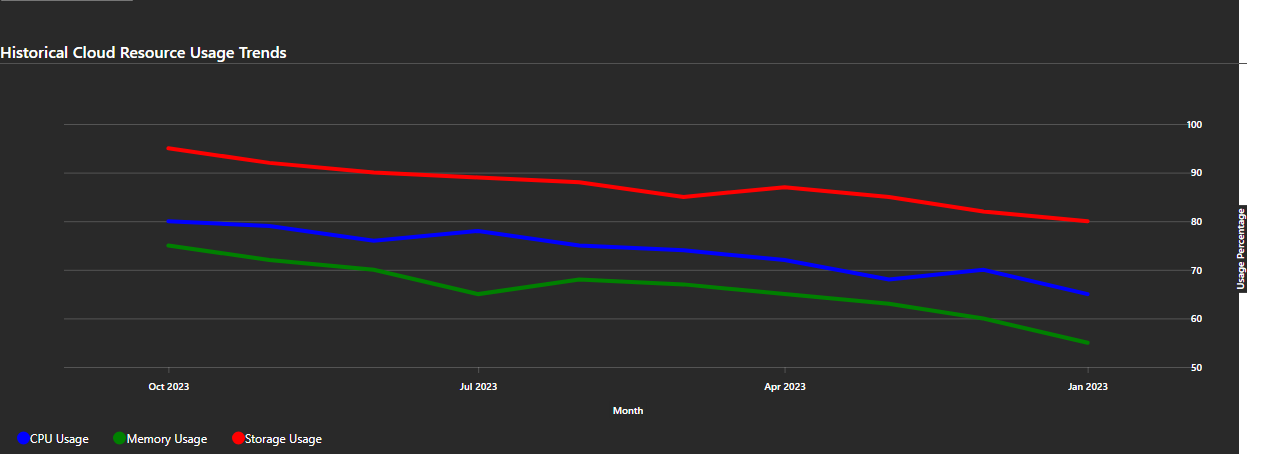 Historical Cloud Resource Usage Trends
100
90
80
70
60
50
Usage Percentage
Oct 2023 Jul 2023 Apr 2023 Jan 2023
Month
CPU Usage Memory Usage Storage Usage